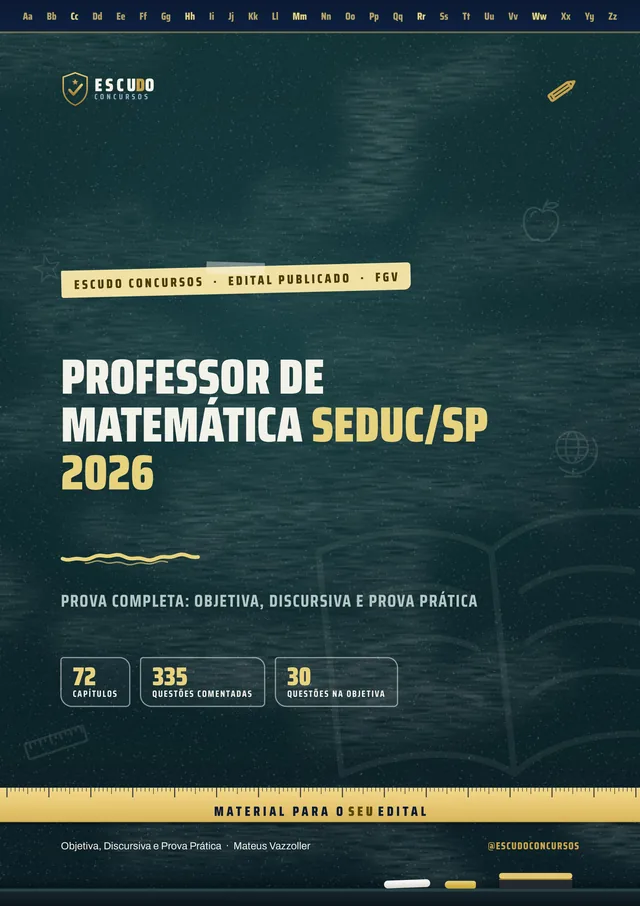 Aa Bb Cc Dd Ee Ff Gg Hh Ii Jj Kk Ll Mm Nn Oo Pp Qq Rr Ss Tt Uu Vv Ww Xx Yy Zz
ESCUDO
CONCURSOS
ESCUDO CONCURSOS · EDITAL PUBLICADO · FGV
PROFESSOR DE
MATEMÁTICA SEDUC/SP
2026
PROVA COMPLETA: OBJETIVA, DISCURSIVA E PROVA PRÁTICA
72 335 30
CAPÍTULOS QUESTÕES COMENTADAS QUESTÕES NA OBJETIVA
MATERIAL PARA O SEU EDITAL
Objetiva, Discursiva e Prova Prática · Mateus Vazzoller @ESCUDOCONCURSOS